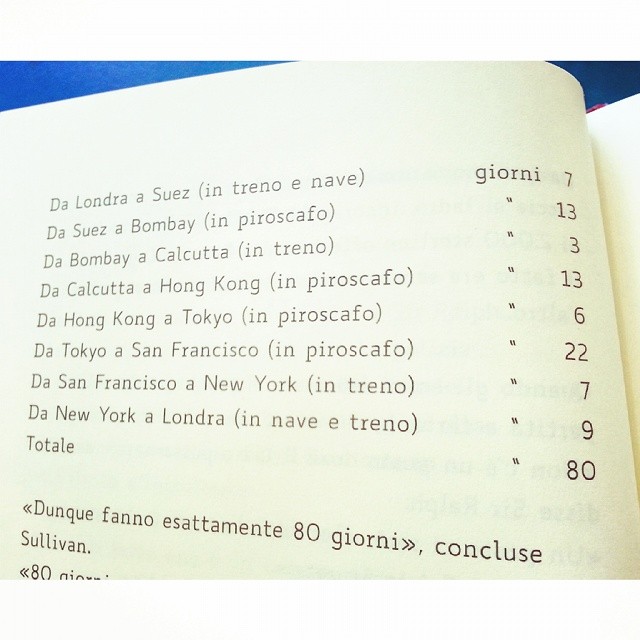 Da Londra a Suez (in treno e nave) giorni 7
Da Suez a Bombay (in piroscafo) " 13
Da Bombay a Calcutta (in treno) " 3
Da Calcutta a Hong Kong (in piroscafo) " 13
Da Hong Kong a Tokyo (in piroscafo) " 6
Da Tokyo a San Francisco (in piroscafo) " 22
Da San Francisco a New York (in treno) " 7
Da New York a Londra (in nave e treno) " 9
Totale " 80
«Dunque fanno esattamente 80 giorni», concluse
Sullivan.
«80 giorni